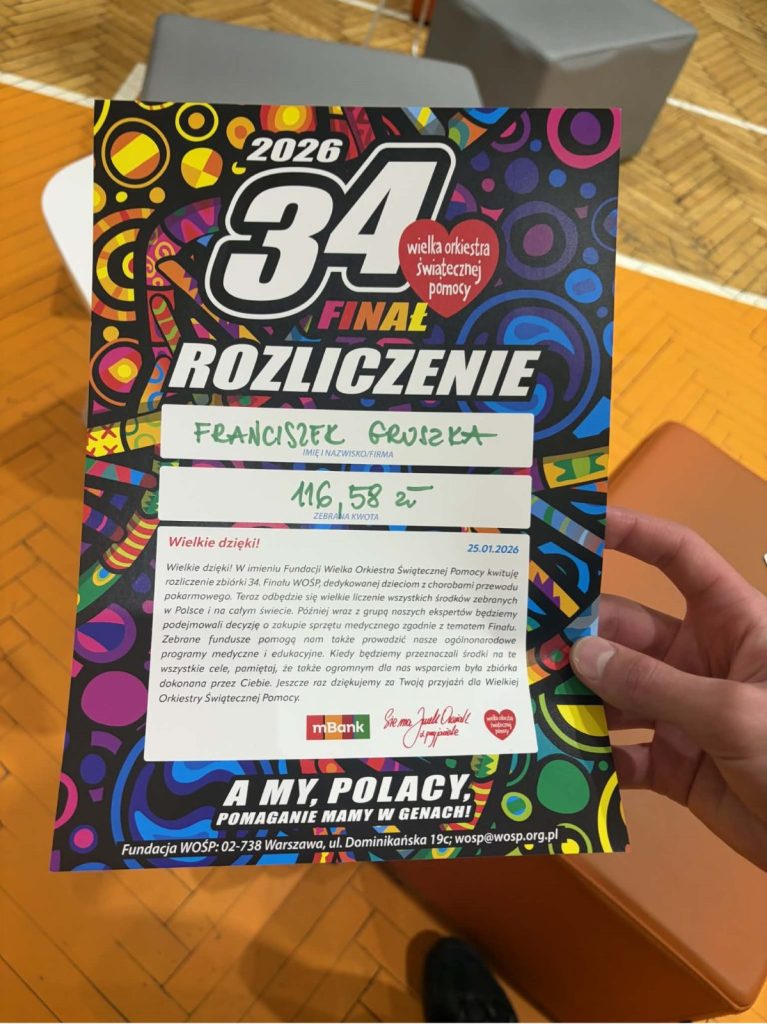 2026
34
wielka orkiestra
świątecznej
pomocy
FINAŁ
ROZLICZENIE
FRANCISZEK GRUSZKA
IMIĘ I NAZWISKO/FIRMA
116,58 zł
ZEBRANA KWOTA
Wielkie dzięki!
25.01.2026
Wielkie dzięki! W imieniu Fundacji Wielka Orkiestra Świątecznej Pomocy kwituję
rozliczenie zbiórki 34. Finału WOŚP, dedykowanej dzieciom z chorobami przewodu
pokarmowego. Teraz odbędzie się wielkie liczenie wszystkich środków zebranych
w Polsce i na całym świecie. Później wraz z grupą naszych ekspertów będziemy
podejmowali decyzję o zakupie sprzętu medycznego zgodnie z tematem Finału.
Zebrane fundusze pomogą nam także prowadzić nasze ogólnonarodowe
programy medyczne i edukacyjne. Kiedy będziemy przeznaczali środki na te
wszystkie cele, pamiętaj, że także ogromnym dla nas wsparciem była zbiórka
dokonana przez Ciebie. Jeszcze raz dziękujemy za Twoją przyjaźń dla Wielkiej
Orkiestry Świątecznej Pomocy.
mBank
Siema Jurek Owsiak
z przyjaciele
wielka orkiestra
świątecznej
pomocy
A MY, POLACY,
POMAGANIE MAMY W GENACH!
Fundacja WOŚP: 02-738 Warszawa, ul. Dominikańska 19c; wosp@wosp.org.pl